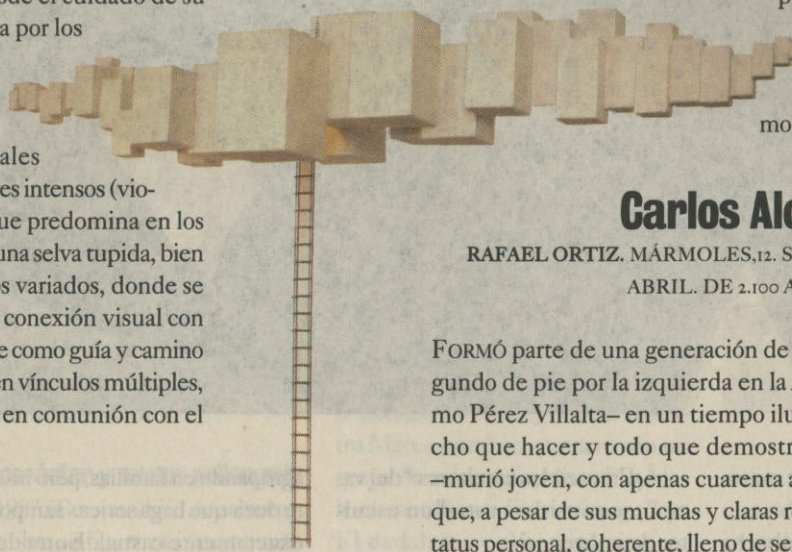 a por los
ales
es intensos (vio-
ue predomina en los
una selva tupida, bien
s variados, donde se
conexión visual con
e como guía y camino
en vínculos múltiples,
en comunión con el
mo
Carlos Alc
RAFAEL ORTIZ. MÁRMOLES,12. S
ABRIL. DE 2.100 A
FORMÓ parte de una generación de
gundo de pie por la izquierda en la
mo Pérez Villalta– en un tiempo ilu
cho que hacer y todo que demostr
–murió joven, con apenas cuarenta a
que, a pesar de sus muchas y claras r
tatus personal, coherente, lleno de se